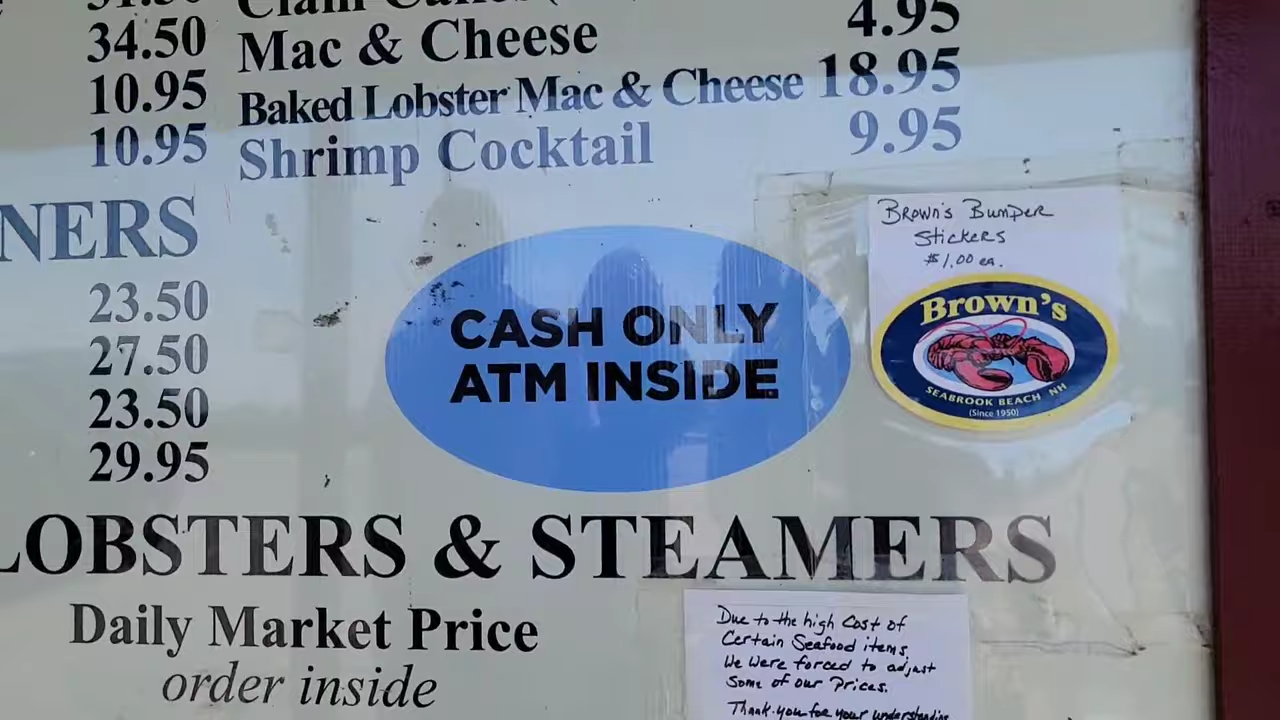 34.50
10.95
10.95
Mac & Cheese 4.95
Baked Lobster Mac & Cheese 18.95
Shrimp Cocktail 9.95
NERS
23.50
27.50
23.50
29.95
CASH ONLY
ATM INSIDE
Brown's Bumper
Stickers
$1.00 ea.
Brown's
SEABROOK BEACH NH
(Since 1950)
LOBSTERS & STEAMERS
Daily Market Price
order inside
Due to the high Cost of
Certain Seafood items,
We Were forced to adjust
Some of our Prices.
Thank-you for your understanding